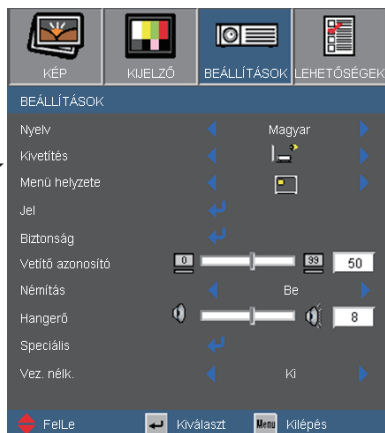 KÉP KIJELZŐ BEÁLLÍTÁSOK LEHETŐSÉGEK
BEÁLLÍTÁSOK
Nyelv Magyar
Kivetítés
Menü helyzete
Jel
Biztonság
Vetítő azonosító 0 99 50
Némítás Be
Hangerő 8
Speciális
Vez. nélk. Ki
FelLe Kiválaszt Menu Kilépés